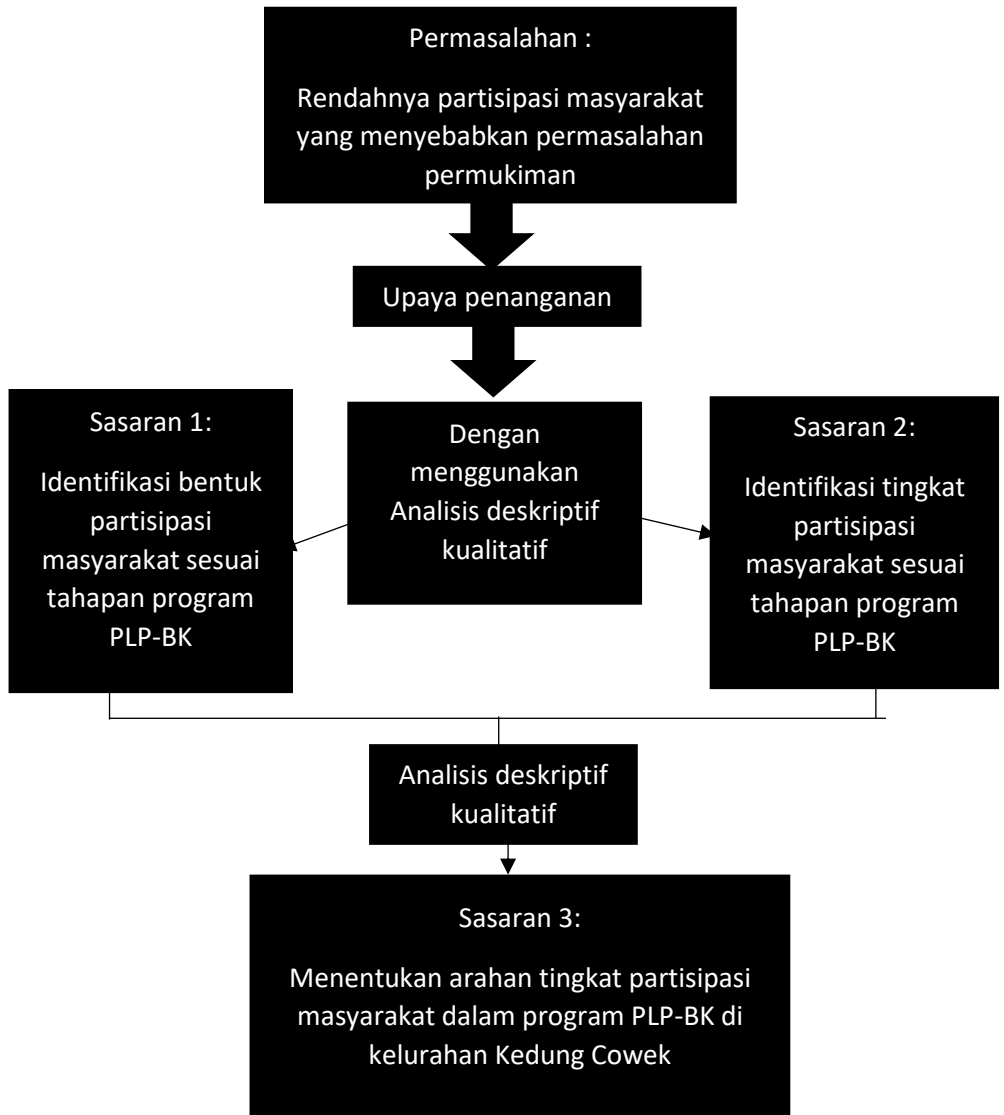 Permasalahan :
Rendahnya partisipasi masyarakat
yang menyebabkan permasalahan
permukiman
Upaya penanganan
Sasaran 1:
Identifikasi bentuk
partisipasi
masyarakat sesuai
tahapan program
PLP-BK
Dengan
menggunakan
Analisis deskriptif
kualitatif
Sasaran 2:
Identifikasi tingkat
partisipasi
masyarakat sesuai
tahapan program
PLP-BK
Analisis deskriptif
kualitatif
Sasaran 3:
Menentukan arahan tingkat partisipasi
masyarakat dalam program PLP-BK di
kelurahan Kedung Cowek